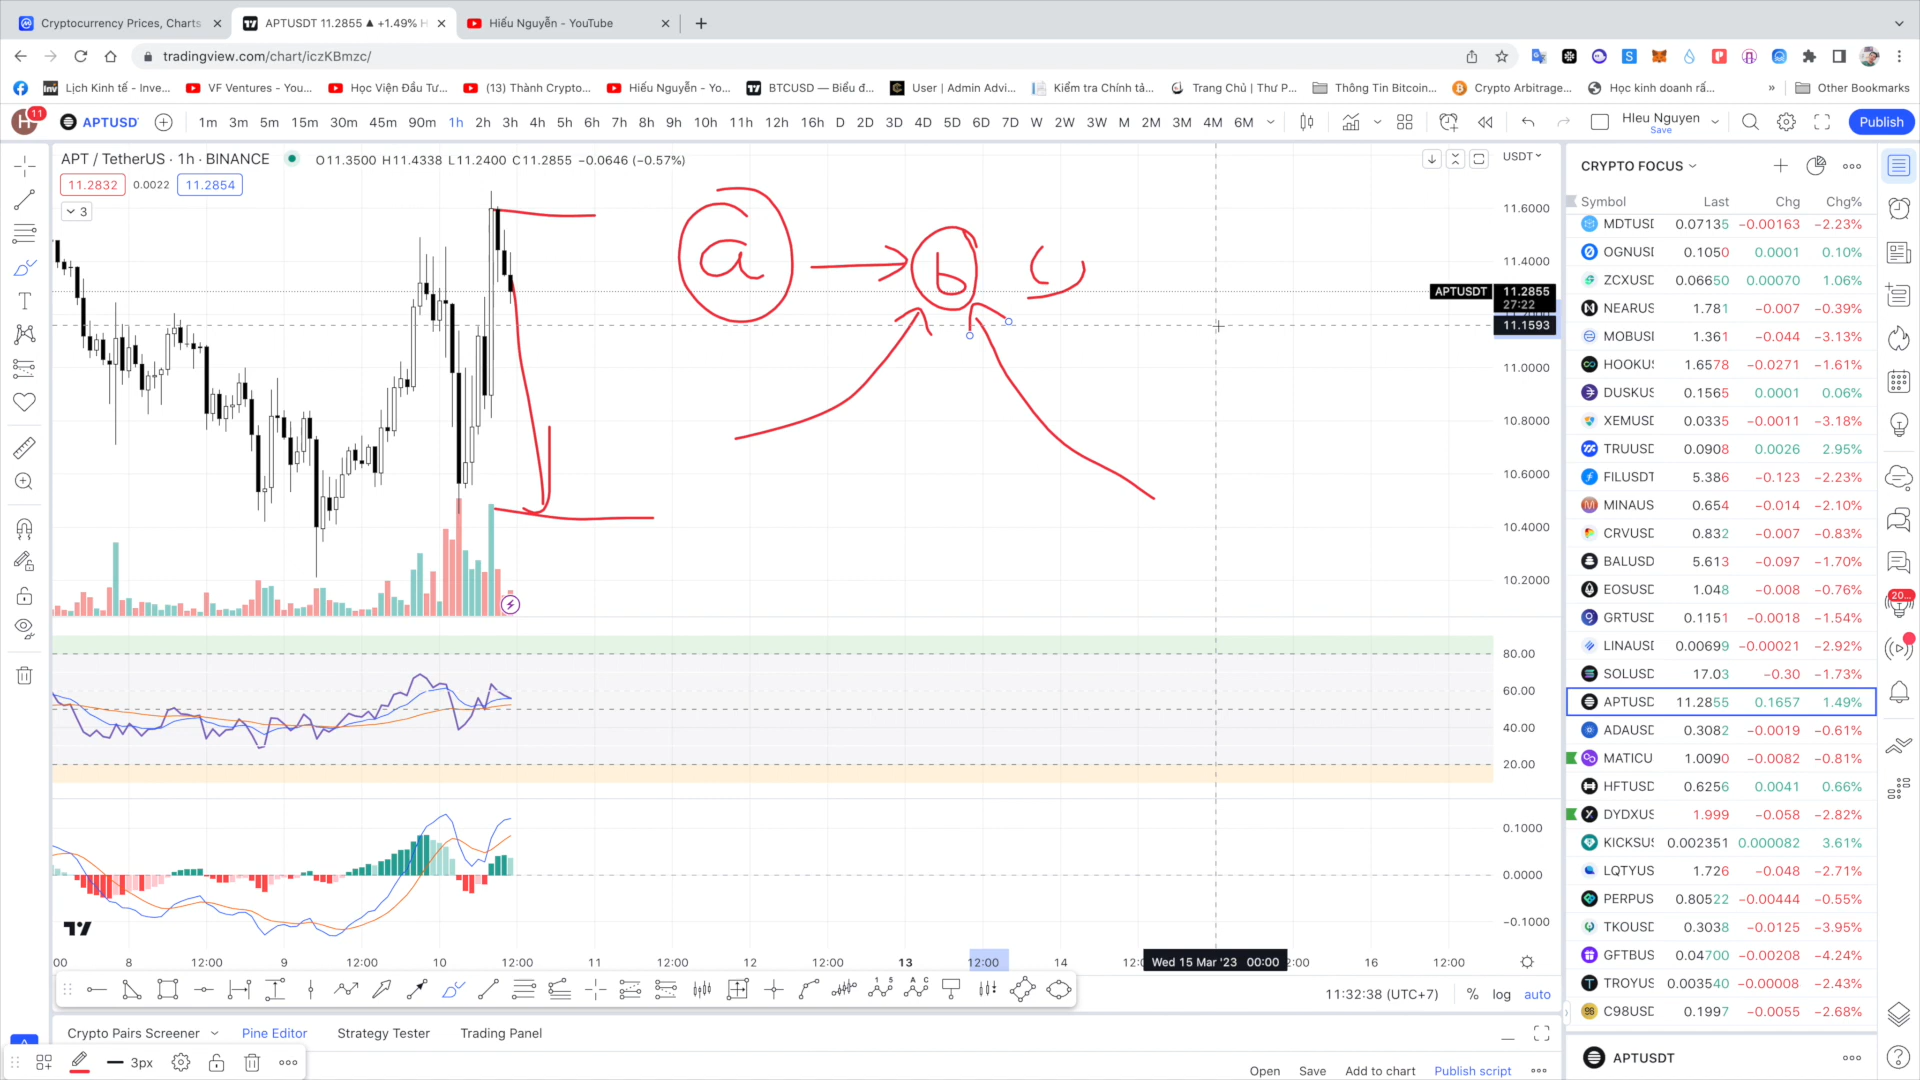 Cryptocurrency Prices, Charts
APTUSDT 11.2855 ▲ +1.49% H
Hiếu Nguyễn - YouTube
tradingview.com/chart/iczKBmzc/
Lịch Kinh tế - Inve...
VF Ventures - You...
Học Viện Đầu Tư...
(13) Thành Crypto...
Hiếu Nguyễn - Yo...
BTCUSD — Biểu đ...
User | Admin Advi...
Kiểm tra Chính tả...
Trang Chủ | Thư P...
Thông Tin Bitcoin...
Crypto Arbitrage...
Học kinh doanh rấ...
»
Other Bookmarks
H 11
APTUSD
1m 3m 5m 15m 30m 45m 90m 1h 2h 3h 4h 5h 6h 7h 8h 9h 10h 11h 12h 16h D 2D 3D 4D 5D 6D 7D W 2W 3W M 2M 3M 4M 6M
HIeu Nguyen
Save
Publish
APT / TetherUS · 1h · BINANCE
O11.3500 H11.4338 L11.2400 C11.2855 −0.0646 (−0.57%)
11.2832
0.0022
11.2854
3
USDT
a
b
11.6000
11.4000
APTUSDT
11.2855
27:22
11.1593
11.0000
10.8000
10.6000
10.4000
10.2000
80.00
60.00
40.00
20.00
0.1000
0.0000
−0.1000
00 8 12:00 9 12:00 10 12:00 11 12:00 12 12:00 13 12:00 14 12: Wed 15 Mar '23 00:00 2:00 16 12:00
11:32:38 (UTC+7)
% log auto
Crypto Pairs Screener
Pine Editor
Strategy Tester
Trading Panel
3px
Open
Save
Add to chart
Publish script
CRYPTO FOCUS
Symbol Last Chg Chg%
MDTUSD 0.07135 −0.00163 −2.23%
OGNUSD 0.1050 0.0001 0.10%
ZCXUSD 0.06650 0.00070 1.06%
NEARUS 1.781 −0.007 −0.39%
MOBUSD 1.361 −0.044 −3.13%
HOOKUS 1.6578 −0.0271 −1.61%
DUSKUS 0.1565 0.0001 0.06%
XEMUSD 0.0335 −0.0011 −3.18%
TRUUSD 0.0908 0.0026 2.95%
FILUSDT 5.386 −0.123 −2.23%
MINAUS 0.654 −0.014 −2.10%
CRVUSD 0.832 −0.007 −0.83%
BALUSD 5.613 −0.097 −1.70%
EOSUSD 1.048 −0.008 −0.76%
GRTUSD 0.1151 −0.0018 −1.54%
LINAUSD 0.00699 −0.00021 −2.92%
SOLUSD 17.03 −0.30 −1.73%
APTUSD 11.2855 0.1657 1.49%
ADAUSD 0.3082 −0.0019 −0.61%
MATICU 1.0090 −0.0082 −0.81%
HFTUSD 0.6256 0.0041 0.66%
DYDXUS 1.999 −0.058 −2.82%
KICKSUS 0.002351 0.000082 3.61%
LQTYUS 1.726 −0.048 −2.71%
PERPUS 0.80522 −0.00444 −0.55%
TKOUSD 0.3038 −0.0125 −3.95%
GFTBUS 0.04700 −0.00208 −4.24%
TROYUS 0.003540 −0.00008 −2.43%
C98USD 0.1997 −0.0055 −2.68%
APTUSDT
20...